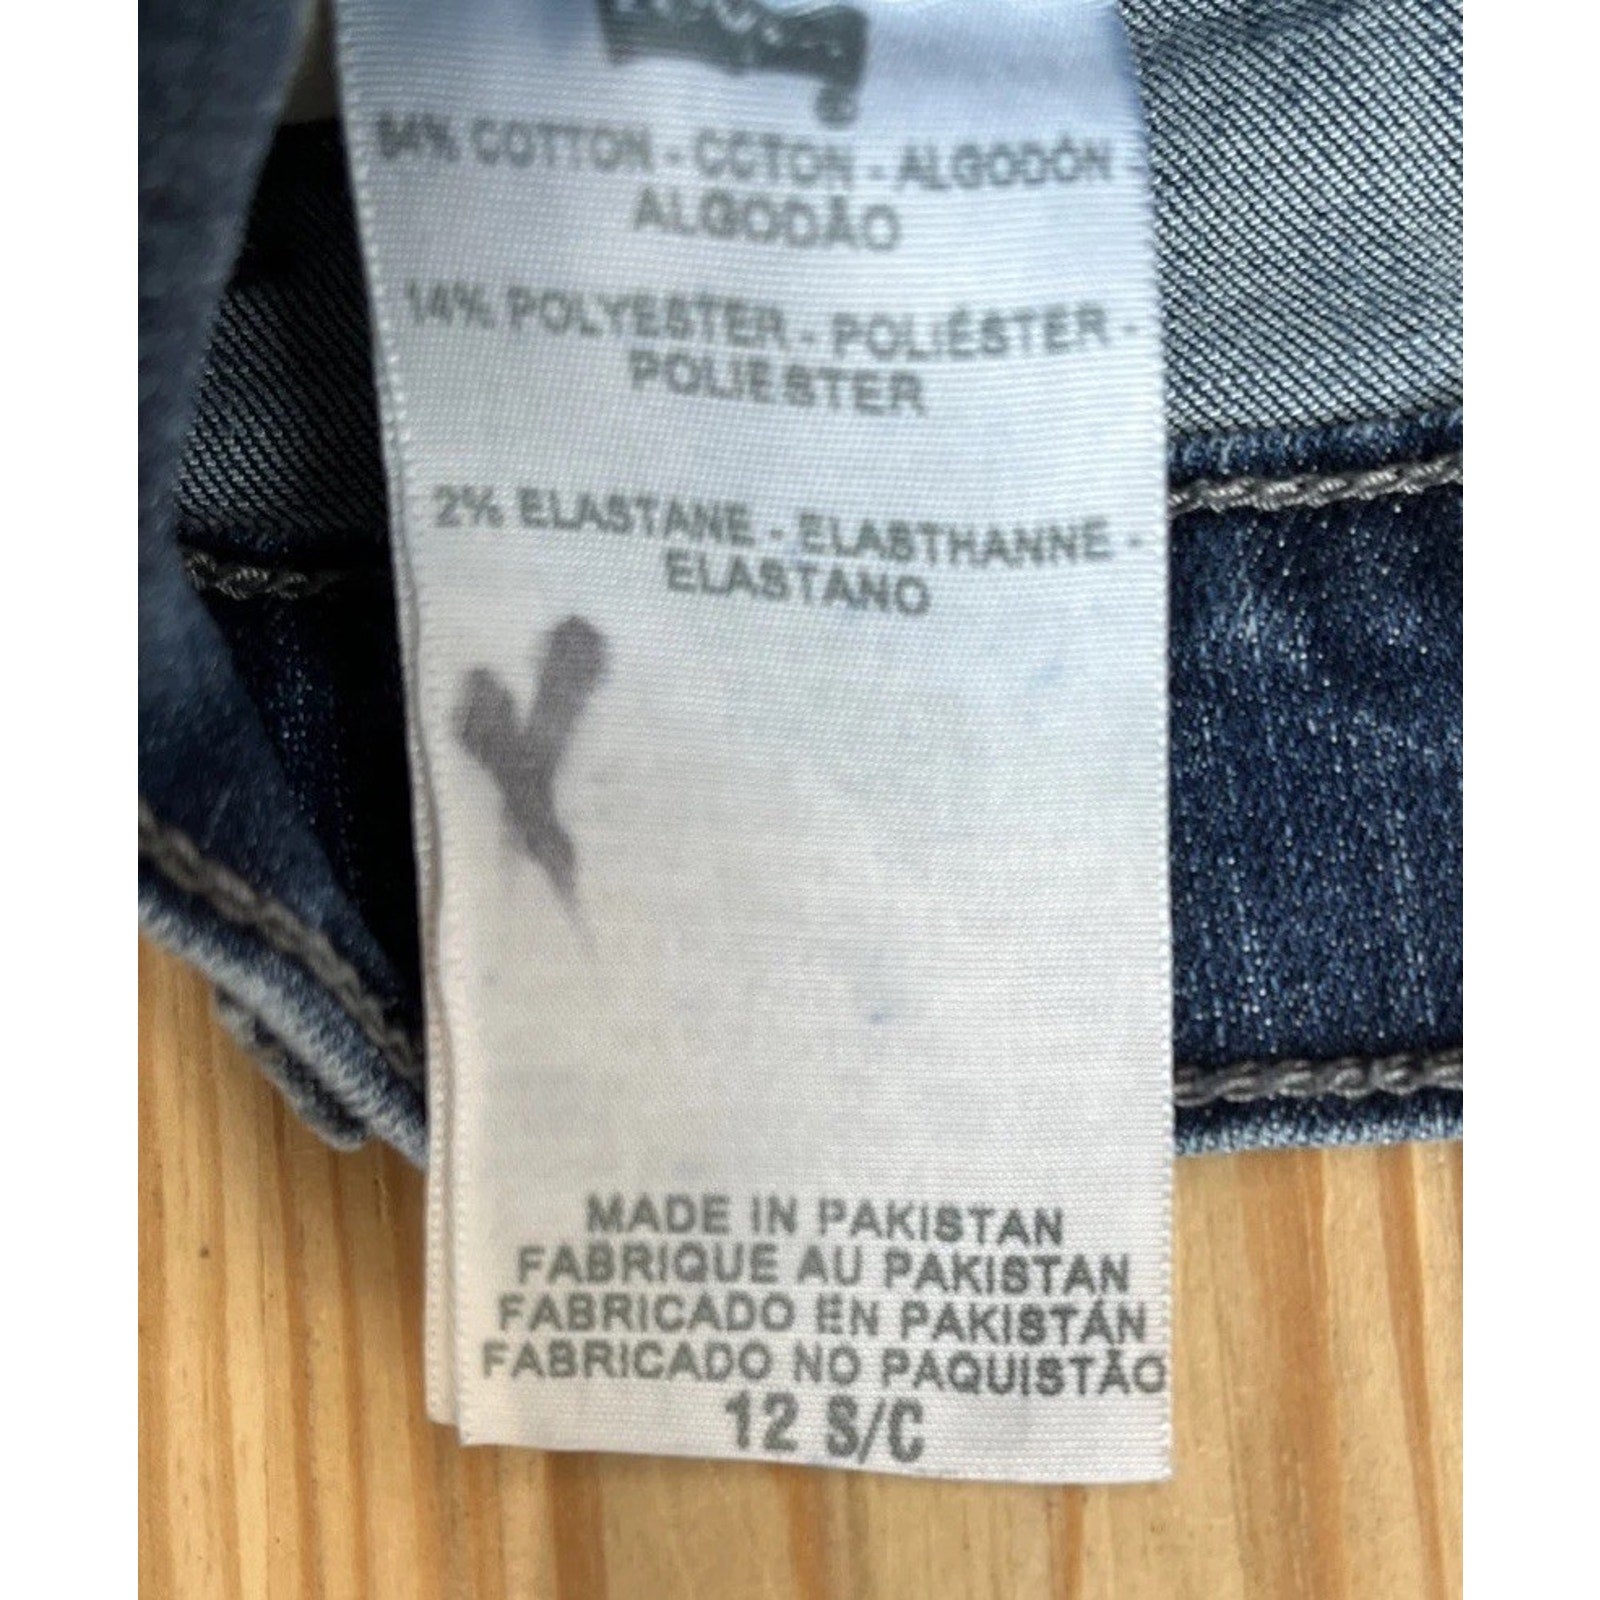 Levi's
84% COTTON - COTON - ALGODÓN
ALGODÃO
14% POLYESTER - POLIÉSTER -
POLIESTER
2% ELASTANE - ELASTHANNE -
ELASTANO
MADE IN PAKISTAN
FABRIQUE AU PAKISTAN
FABRICADO EN PAKISTÁN
FABRICADO NO PAQUISTÃO
12 S/C